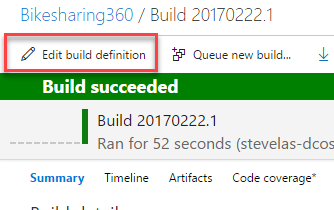 Bikesharing360 / Build 20170222.1
Edit build definition Queue new build...
Build succeeded
Build 20170222.1
Ran for 52 seconds (stevelas-dcos
Summary Timeline Artifacts Code coverage*